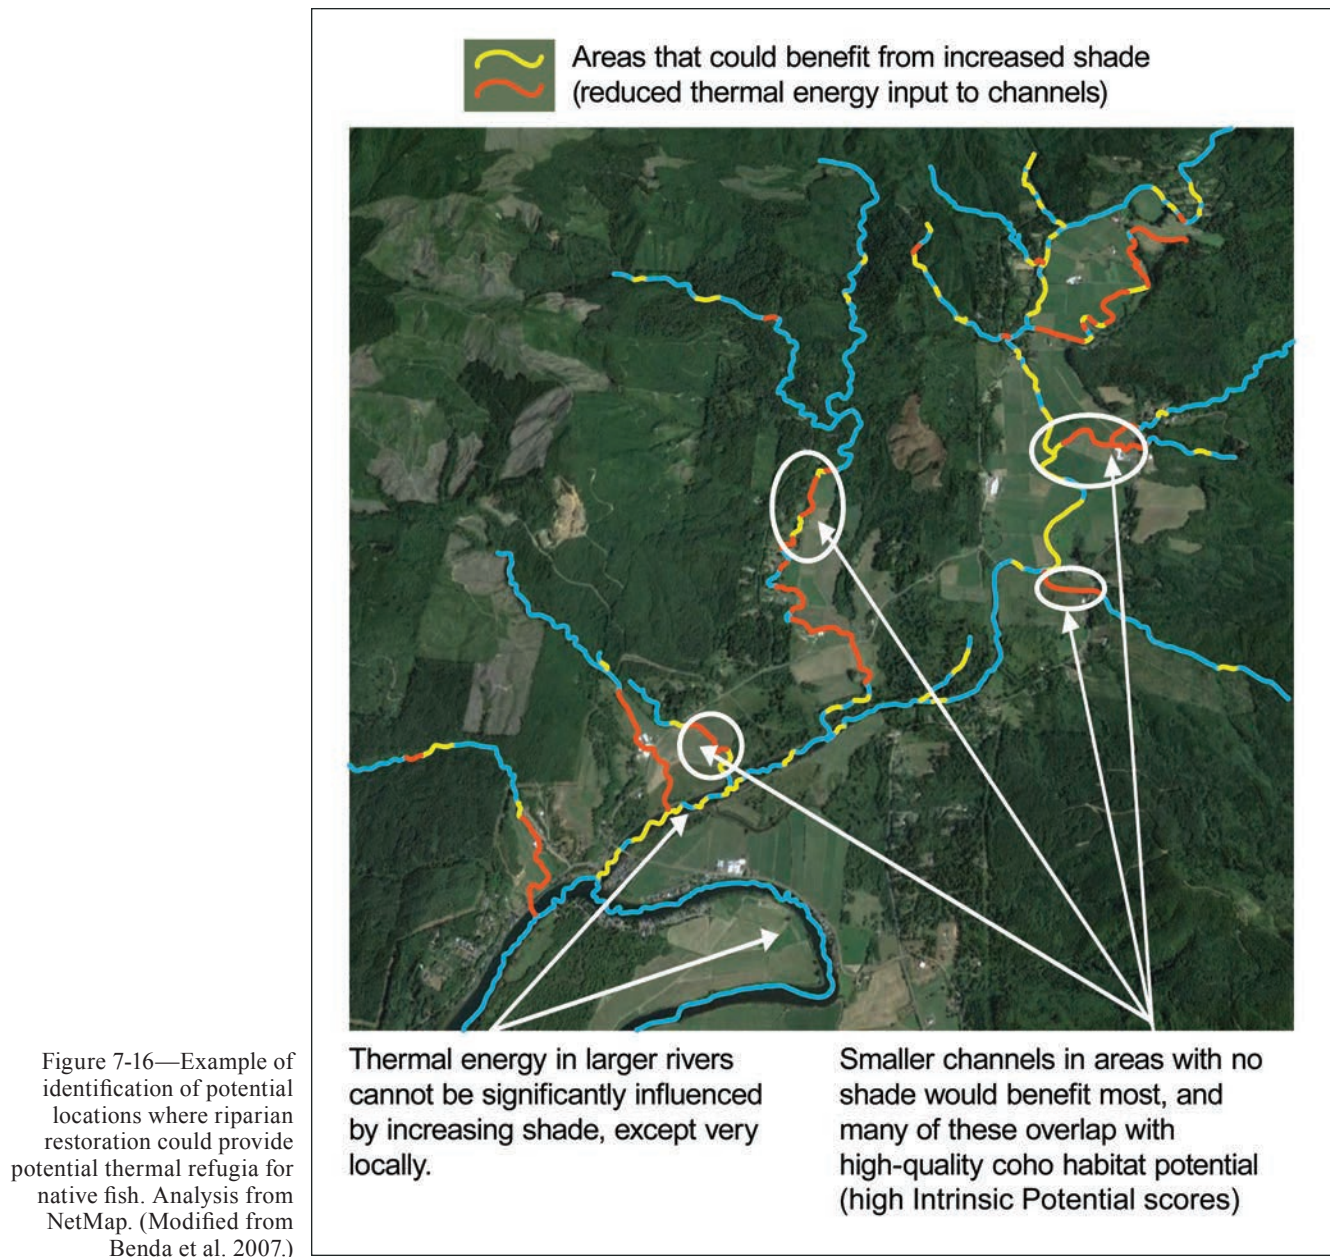 Areas that could benefit from increased shade
(reduced thermal energy input to channels)
Thermal energy in larger rivers
cannot be significantly influenced
by increasing shade, except very
locally.
Smaller channels in areas with no
shade would benefit most, and
many of these overlap with
high-quality coho habitat potential
(high Intrinsic Potential scores)
Figure 7-16—Example of
identification of potential
locations where riparian
restoration could provide
potential thermal refugia for
native fish. Analysis from
NetMap. (Modified from
Benda et al. 2007.)